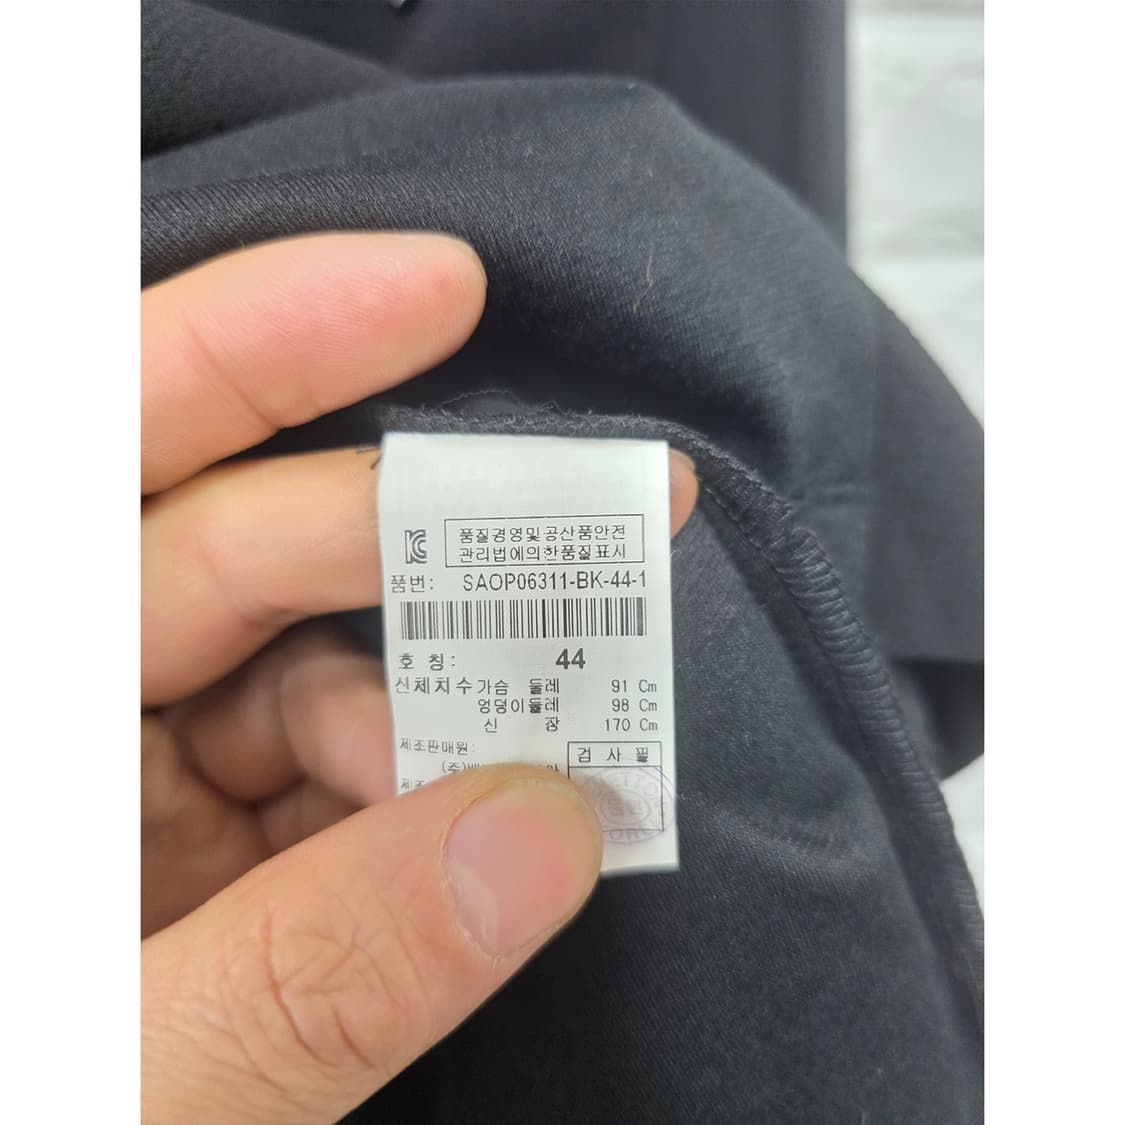 품질경영및공산품안전
관리법에의한품질표시
품번: SAOP06311-BK-44-1
호 칭: 44
신체치수 가슴 둘레 91 Cm
엉덩이둘레 98 Cm
신 장 170 Cm
제조판매원:
검 사 필
(주)